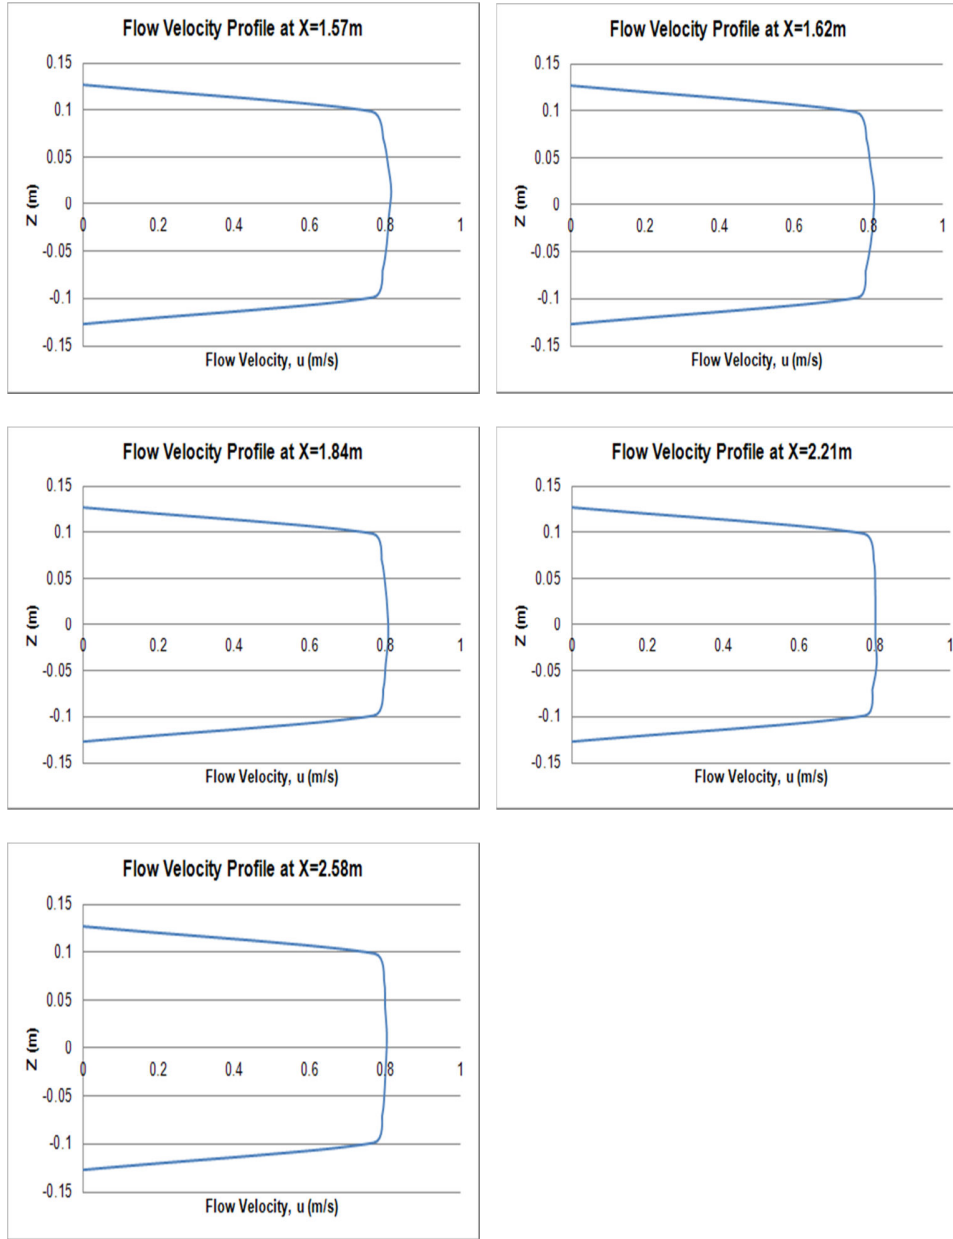 Flow Velocity Profile at X=1.57m
0.15
0.1
0.05
0
-0.05
-0.1
-0.15
Z (m)
0 0.2 0.4 0.6 0.8 1
Flow Velocity, u (m/s)
Flow Velocity Profile at X=1.62m
0.15
0.1
0.05
0
-0.05
-0.1
-0.15
Z (m)
0 0.2 0.4 0.6 0.8 1
Flow Velocity, u (m/s)
Flow Velocity Profile at X=1.84m
0.15
0.1
0.05
0
-0.05
-0.1
-0.15
Z (m)
0 0.2 0.4 0.6 0.8 1
Flow Velocity, u (m/s)
Flow Velocity Profile at X=2.21m
0.15
0.1
0.05
0
-0.05
-0.1
-0.15
Z (m)
0 0.2 0.4 0.6 0.8 1
Flow Velocity, u (m/s)
Flow Velocity Profile at X=2.58m
0.15
0.1
0.05
0
-0.05
-0.1
-0.15
Z (m)
0 0.2 0.4 0.6 0.8 1
Flow Velocity, u (m/s)